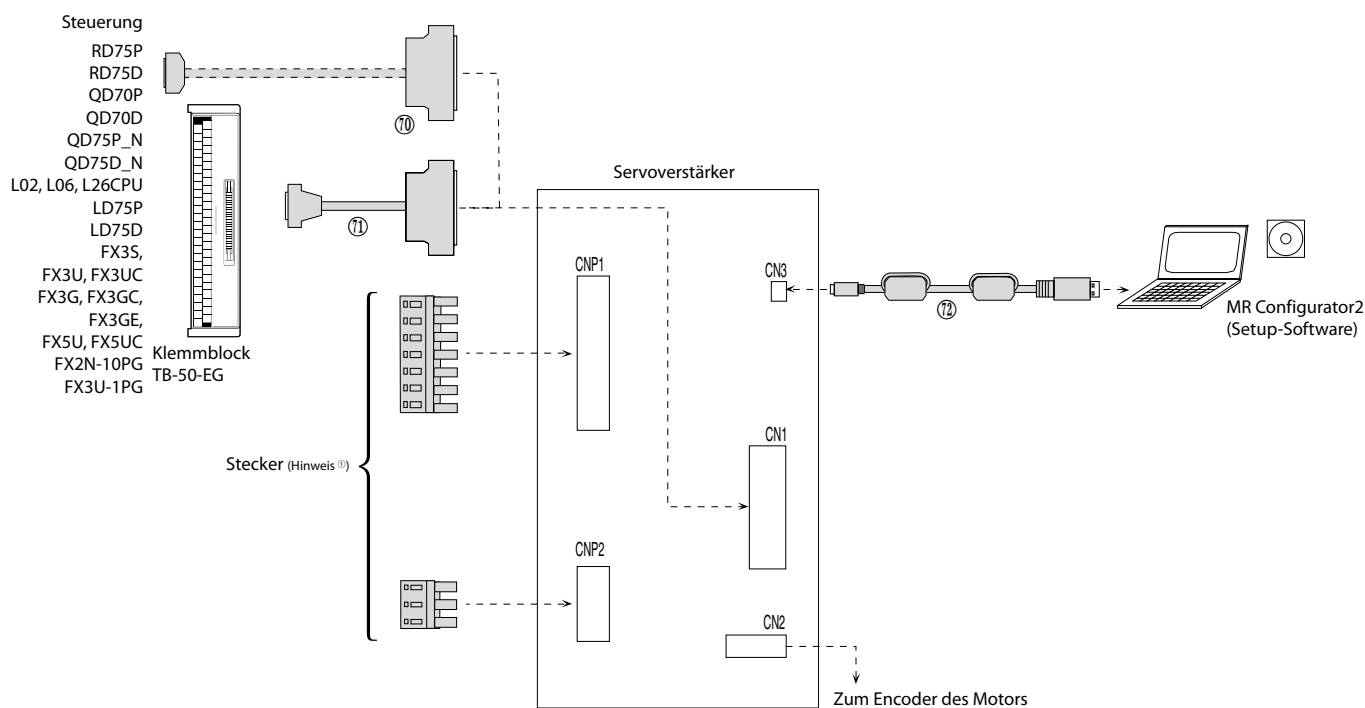 Steuerung
RD75P
RD75D
QD70P
QD70D
QD75P_N
QD75D_N
L02, L06, L26CPU
LD75P
LD75D
FX3S,
FX3U, FX3UC
FX3G, FX3GC,
FX3GE,
FX5U, FX5UC
FX2N-10PG
FX3U-1PG
Klemmblock
TB-50-EG
⑦⓪
⑦①
Stecker (Hinweis ①)
Servoverstärker
CNP1
CNP2
CN3
CN1
CN2
⑦②
MR Configurator2
(Setup-Software)
Zum Encoder des Motors